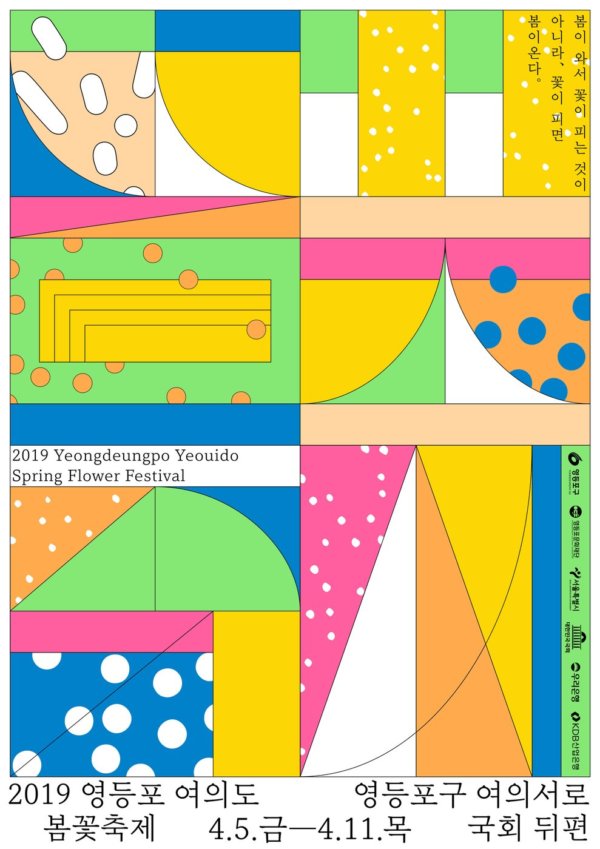 봄이 와서 꽃이 피는 것이
아니라, 꽃이 피면
봄이온다.
2019 Yeongdeungpo Yeouido
Spring Flower Festival
영등포구
영등포문화재단
서울특별시
대한민국 국회
우리은행
KDB산업은행
2019 영등포 여의도
봄꽃축제
4.5.금—4.11.목
영등포구 여의서로
국회 뒤편